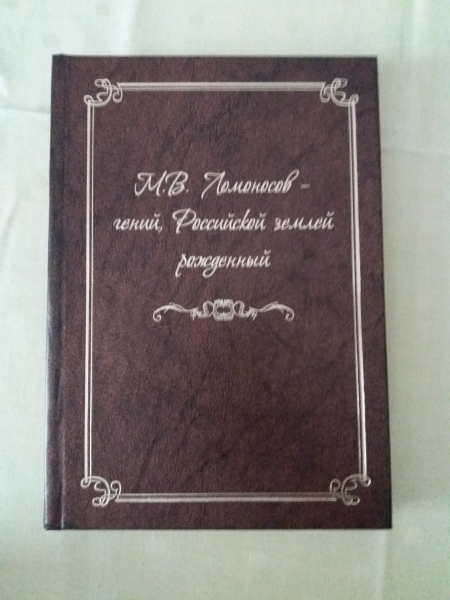 М.В. Ломоносов -
гений, Российской землей
рожденный